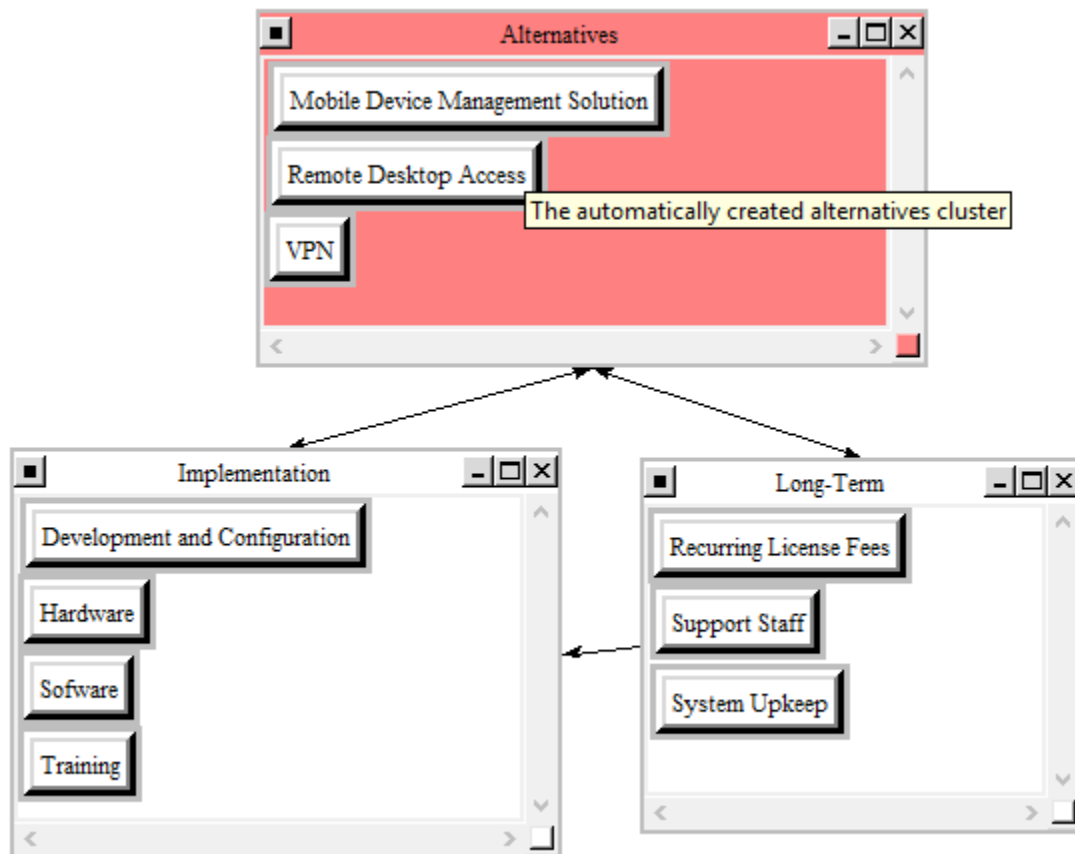 Alternatives
Mobile Device Management Solution
Remote Desktop Access
The automatically created alternatives cluster
VPN
Implementation
Development and Configuration
Hardware
Sofware
Training
Long-Term
Recurring License Fees
Support Staff
System Upkeep